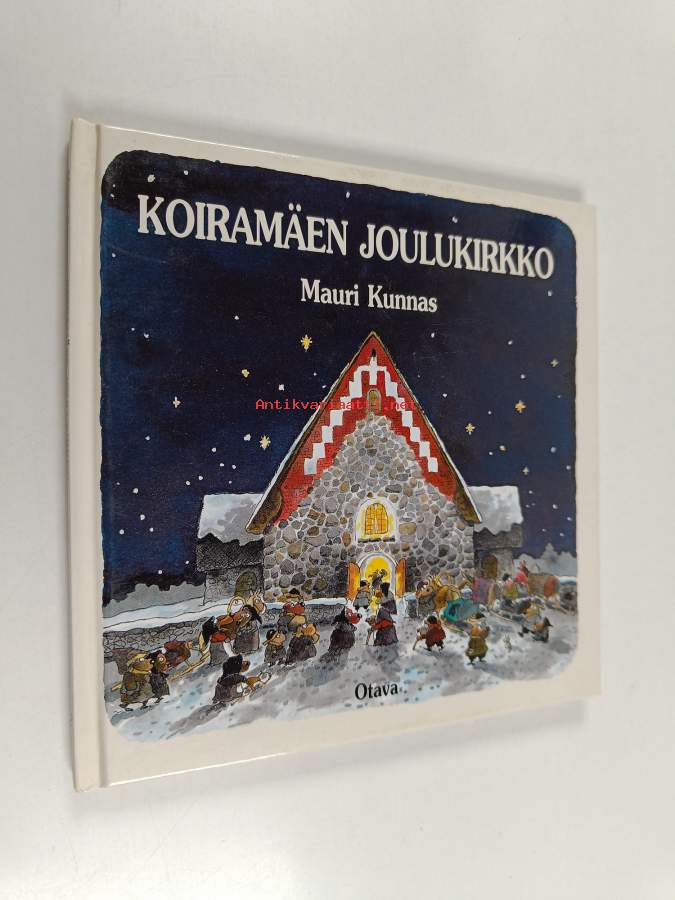 KOIRAMÄEN JOULUKIRKKO
Mauri Kunnas
Antikvariaatti.net
Otava